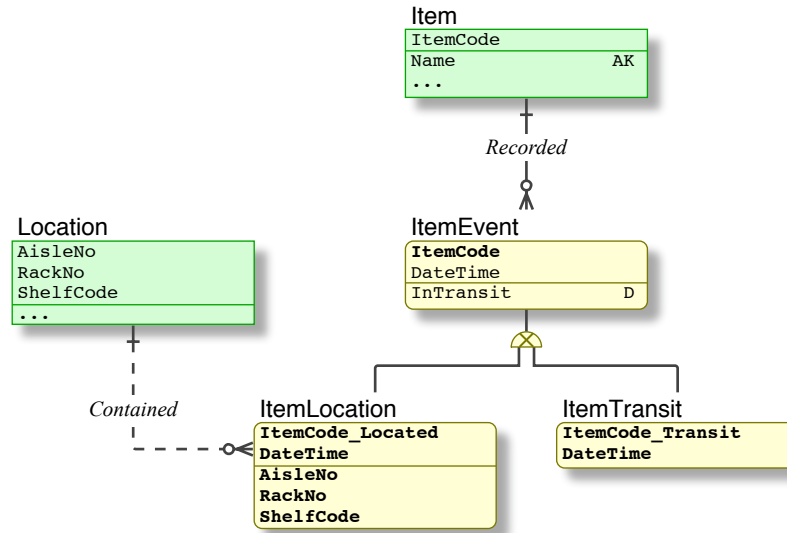 Item
ItemCode
Name AK
...
Recorded
Location
AisleNo
RackNo
ShelfCode
...
ItemEvent
ItemCode
DateTime
InTransit D
Contained
ItemLocation
ItemCode_Located
DateTime
AisleNo
RackNo
ShelfCode
ItemTransit
ItemCode_Transit
DateTime